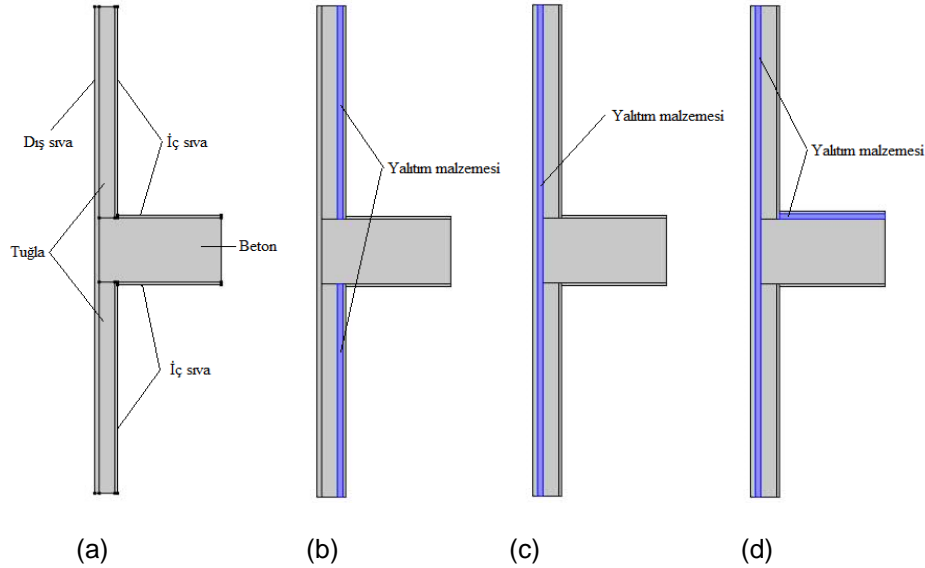 Dış sıva
İç sıva
Tuğla
Beton
İç sıva
Yalıtım malzemesi
Yalıtım malzemesi
Yalıtım malzemesi
(a)
(b)
(c)
(d)